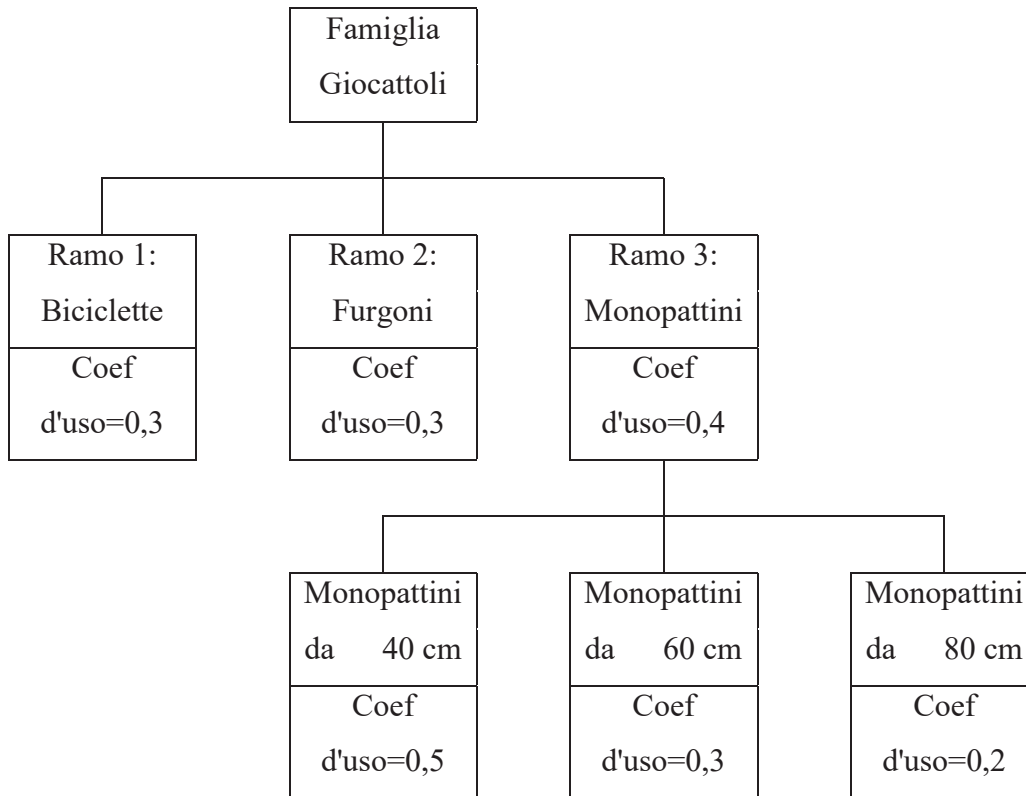 Famiglia
Giocattoli
Ramo 1:
Biciclette
Coef
d'uso=0,3
Ramo 2:
Furgoni
Coef
d'uso=0,3
Ramo 3:
Monopattini
Coef
d'uso=0,4
Monopattini
da 40 cm
Coef
d'uso=0,5
Monopattini
da 60 cm
Coef
d'uso=0,3
Monopattini
da 80 cm
Coef
d'uso=0,2